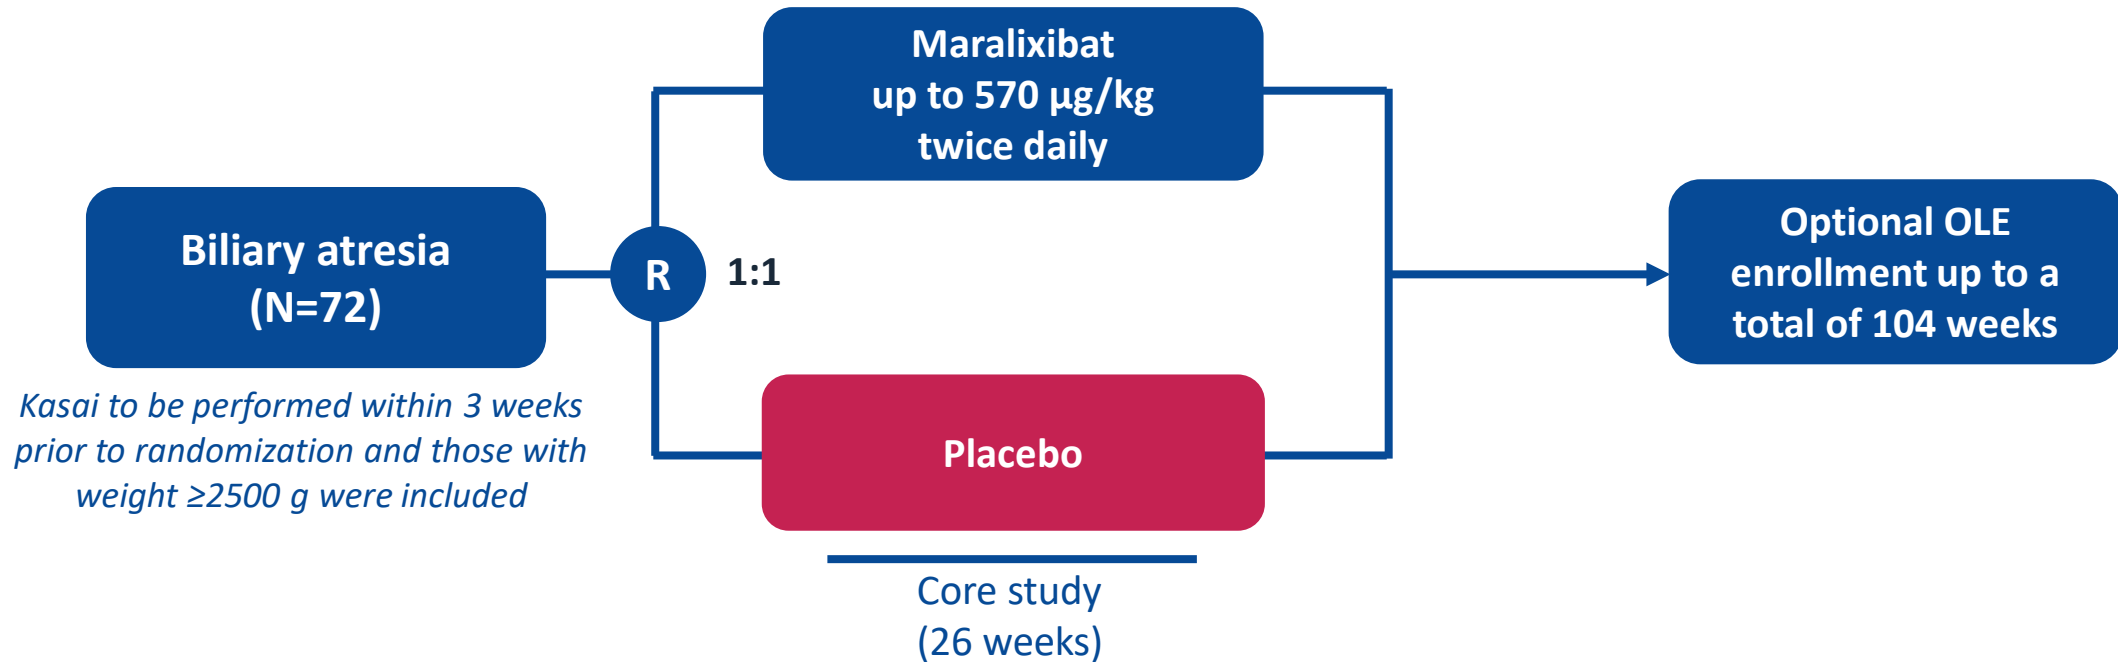 Biliary atresia
(N=72)
Kasai to be performed within 3 weeks
prior to randomization and those with
weight ≥2500 g were included
R
1:1
Maralixibat
up to 570 µg/kg
twice daily
Placebo
Core study
(26 weeks)
Optional OLE
enrollment up to a
total of 104 weeks